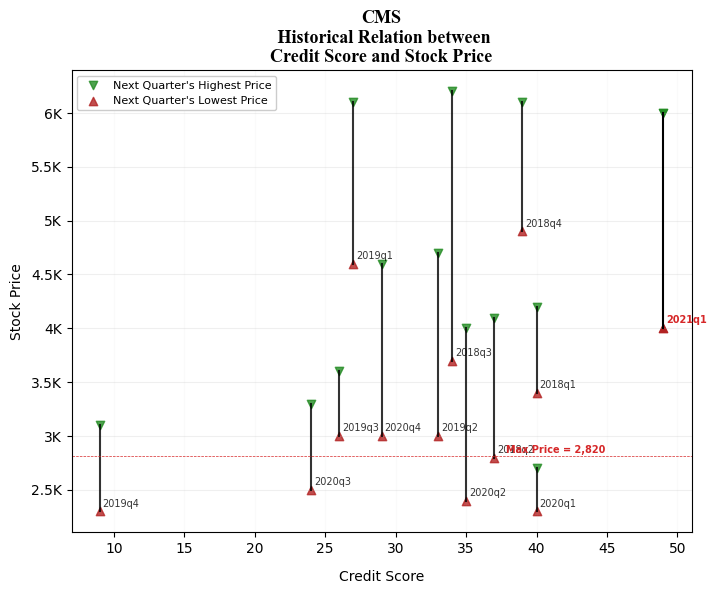 CMS
Historical Relation between
Credit Score and Stock Price
Next Quarter's Highest Price
Next Quarter's Lowest Price
Stock Price
6K
5.5K
5K
4.5K
4K
3.5K
3K
2.5K
2018q4
2019q1
2021q1
2018q3
2018q1
2019q3
2020q4
2019q2
2018q2
Max Price = 2,820
2020q3
2020q2
2019q4
2020q1
10
15
20
25
30
35
40
45
50
Credit Score